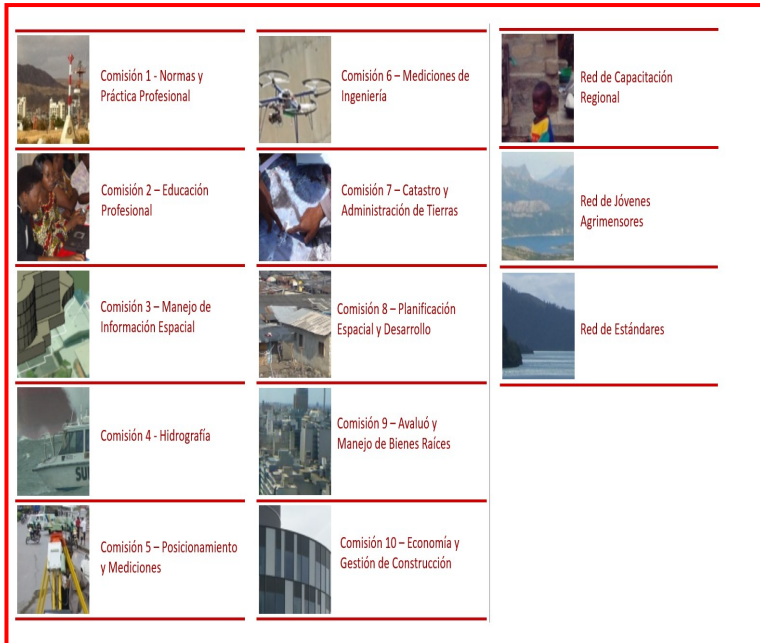 Comisión 1 - Normas y
Práctica Profesional
Comisión 2 – Educación
Profesional
Comisión 3 – Manejo de
Información Espacial
Comisión 4 - Hidrografía
SU
Comisión 5 – Posicionamiento
y Mediciones
Comisión 6 – Mediciones de
Ingeniería
Comisión 7 – Catastro y
Administración de Tierras
Comisión 8 – Planificación
Espacial y Desarrollo
Comisión 9 – Avaluó y
Manejo de Bienes Raíces
Comisión 10 – Economía y
Gestión de Construcción
Red de Capacitación
Regional
Red de Jóvenes
Agrimensores
Red de Estándares